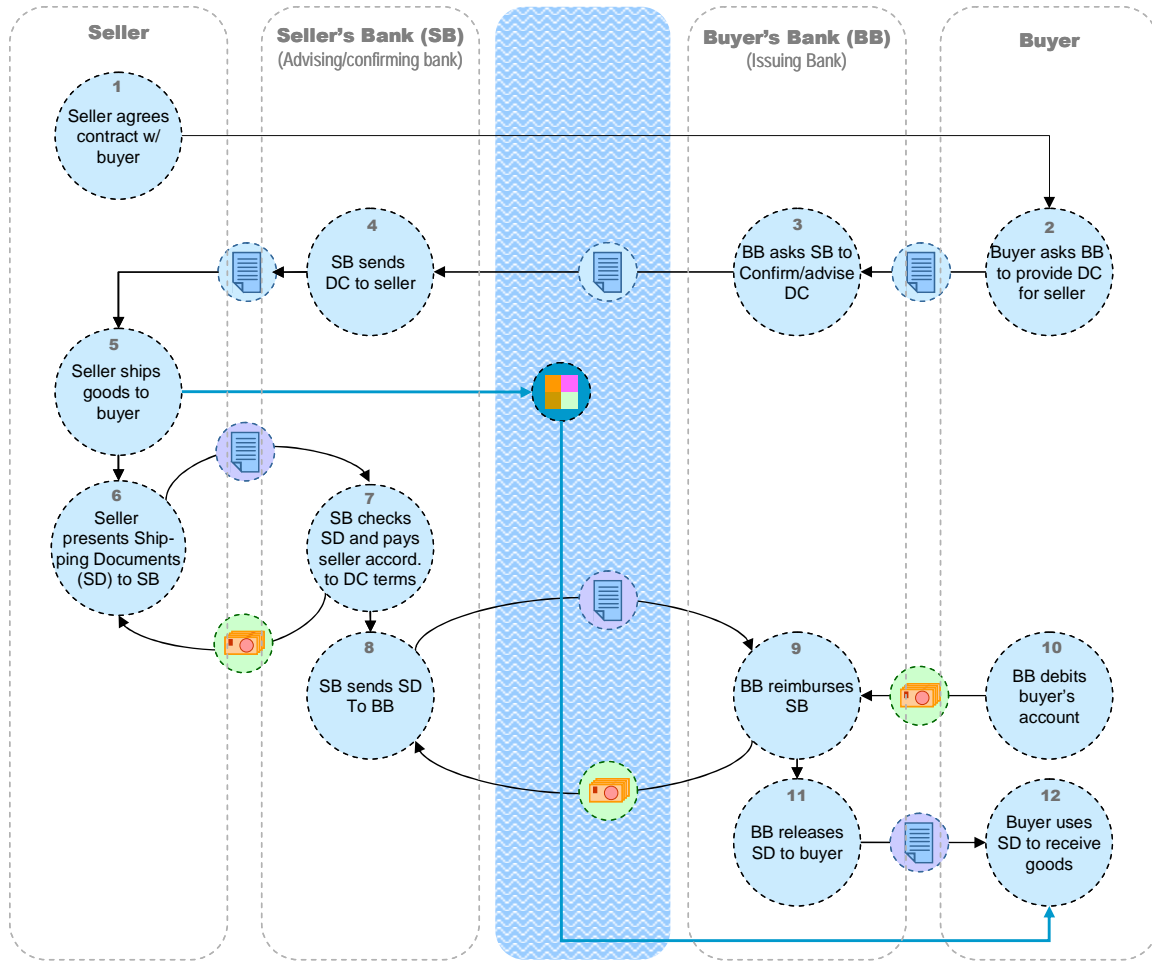 Seller
Seller's Bank (SB)
(Advising/confirming bank)
Buyer's Bank (BB)
(Issuing Bank)
Buyer
1
Seller agrees
contract w/
buyer
2
Buyer asks BB
to provide DC
for seller
3
BB asks SB to
Confirm/advise
DC
4
SB sends
DC to seller
5
Seller ships
goods to
buyer
6
Seller
presents Ship-
ping Documents
(SD) to SB
7
SB checks
SD and pays
seller accord.
to DC terms
8
SB sends SD
To BB
9
BB reimburses
SB
10
BB debits
buyer's
account
11
BB releases
SD to buyer
12
Buyer uses
SD to receive
goods